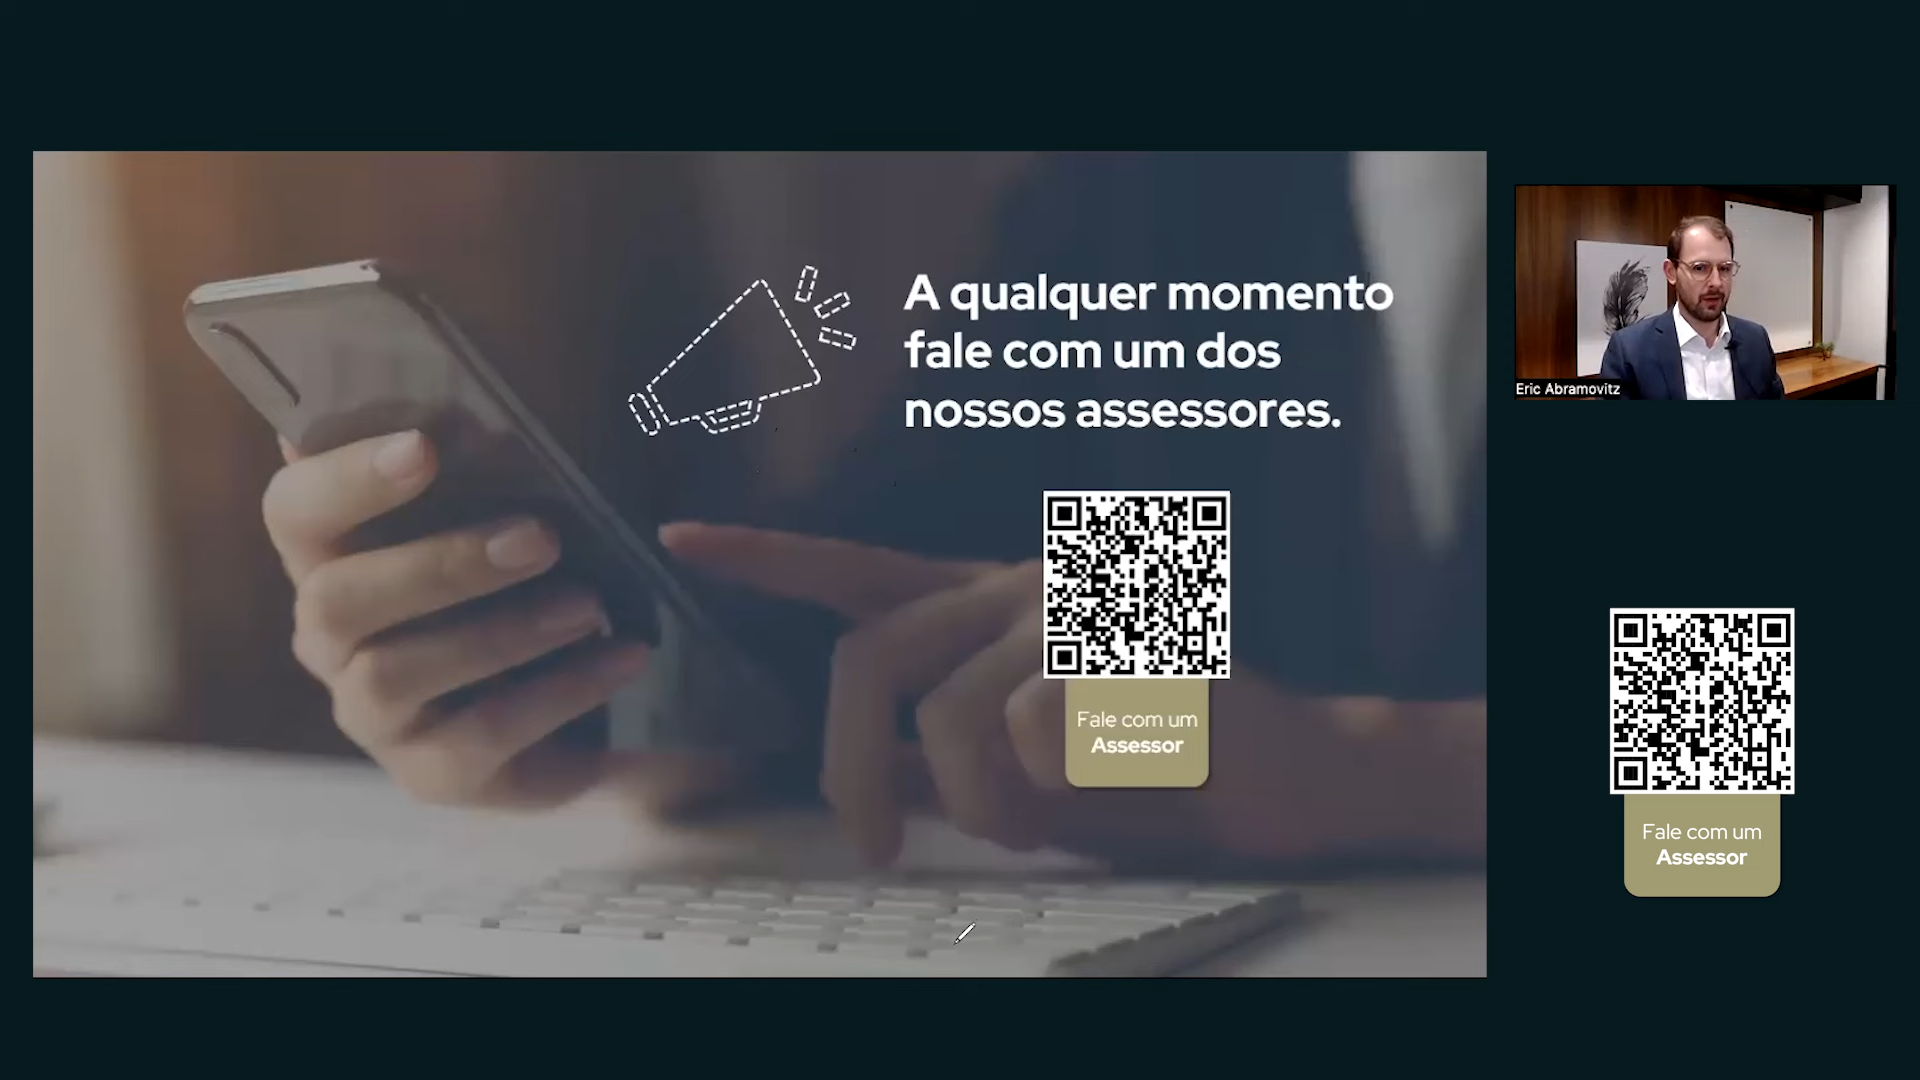 A qualquer momento
fale com um dos
nossos assessores.
Fale com um
Assessor
Eric Abramovitz
Fale com um
Assessor